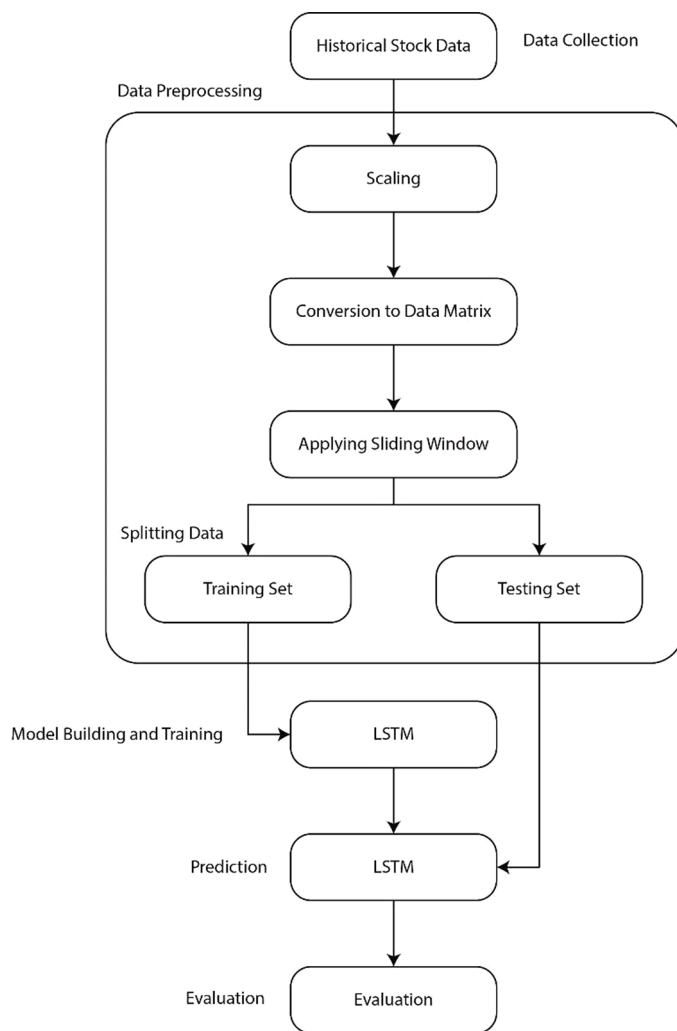 Historical Stock Data
Data Collection
Data Preprocessing
Scaling
Conversion to Data Matrix
Applying Sliding Window
Splitting Data
Training Set
Testing Set
Model Building and Training
LSTM
Prediction
LSTM
Evaluation
Evaluation